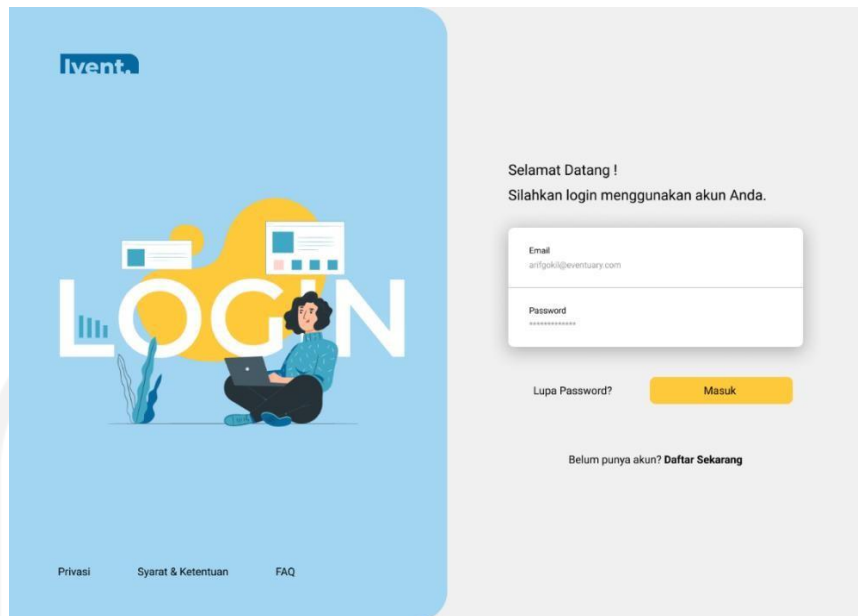 Ivent.
LOGIN
Selamat Datang !
Silahkan login menggunakan akun Anda.
Email
arifgokil@eventuary.com
Password
*************
Lupa Password?
Masuk
Belum punya akun? Daftar Sekarang
Privasi
Syarat & Ketentuan
FAQ